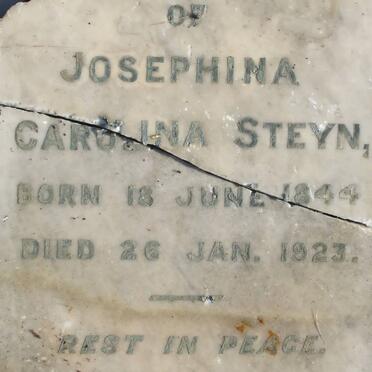 OF
JOSEPHINA
CAROLINA STEYN,
BORN 18 JUNE 1844
DIED 26 JAN. 1923.
REST IN PEACE.